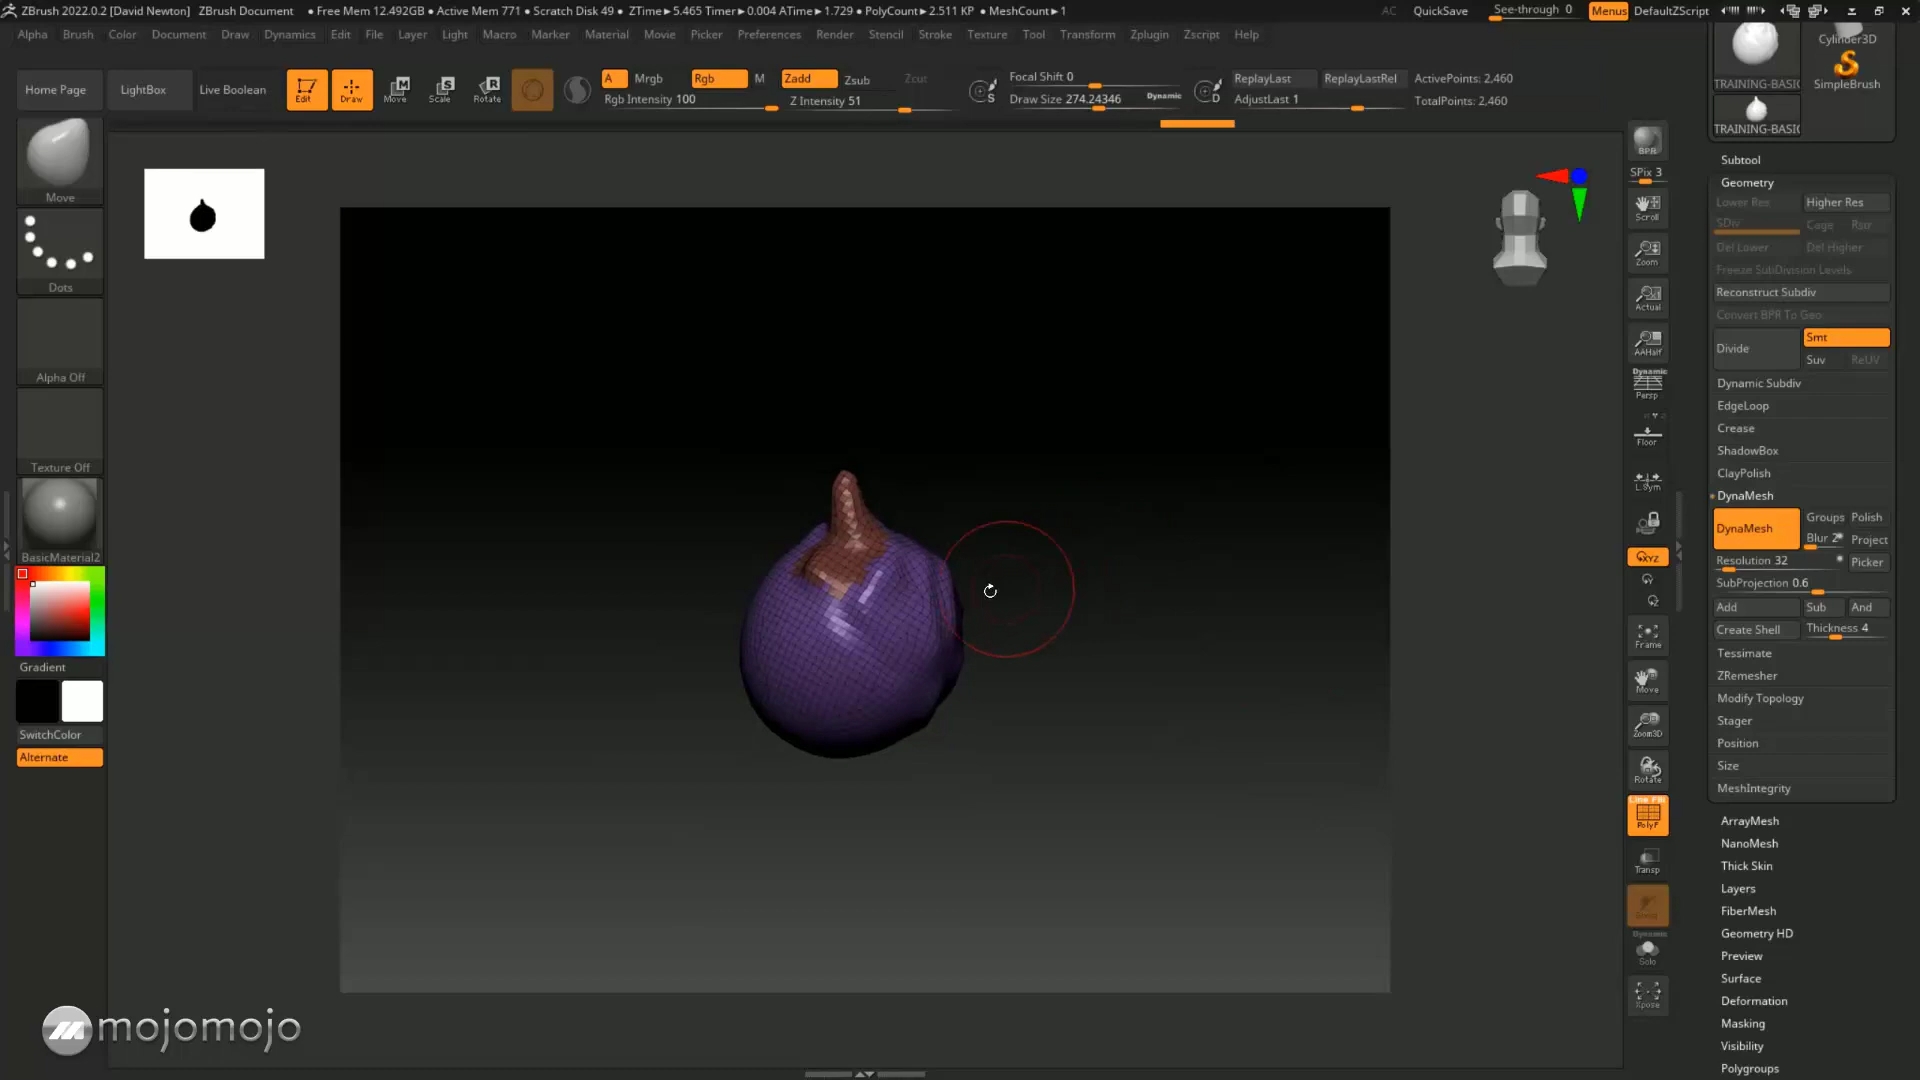 ZBrush 2022.0.2 [David Newton] ZBrush Document • Free Mem 12.492GB • Active Mem 771 • Scratch Disk 49 • ZTime▸5.465 Timer▸0.004 ATime▸1.729 • PolyCount▸2.511 KP • MeshCount▸1 AC QuickSave See-through 0 Menus DefaultZScript
Alpha Brush Color Document Draw Dynamics Edit File Layer Light Macro Marker Material Movie Picker Preferences Render Stencil Stroke Texture Tool Transform Zplugin Zscript Help
Home Page LightBox Live Boolean Edit Draw Move Scale Rotate
A Mrgb Rgb M Zadd Zsub Zcut
Rgb Intensity 100 Z Intensity 51
S Focal Shift 0
Draw Size 274.24346 Dynamic
D ReplayLast ReplayLastRel ActivePoints: 2,460
AdjustLast 1 TotalPoints: 2,460
Move
Dots
Alpha Off
Texture Off
BasicMaterial2
Gradient
SwitchColor
Alternate
BPR
SPix 3
Scroll
Zoom
Actual
AAHalf
Dynamic
Persp
Floor
L.Sym
XYZ
Frame
Move
Zoom3D
Rotate
PolyF
Transp
Dynamic
Solo
Xpose
Cylinder3D
TRAINING-BASIC SimpleBrush
TRAINING-BASIC
Subtool
Geometry
Lower Res Higher Res
SDiv Cage Rstr
Del Lower Del Higher
Freeze SubDivision Levels
Reconstruct Subdiv
Convert BPR To Geo
Divide Smt
Suv ReUV
Dynamic Subdiv
EdgeLoop
Crease
ShadowBox
ClayPolish
DynaMesh
DynaMesh Groups Polish
Blur 2 Project
Resolution 32 Picker
SubProjection 0.6
Add Sub And
Create Shell Thickness 4
Tessimate
ZRemesher
Modify Topology
Stager
Position
Size
MeshIntegrity
ArrayMesh
NanoMesh
Thick Skin
Layers
FiberMesh
Geometry HD
Preview
Surface
Deformation
Masking
Visibility
Polygroups
mojomojo